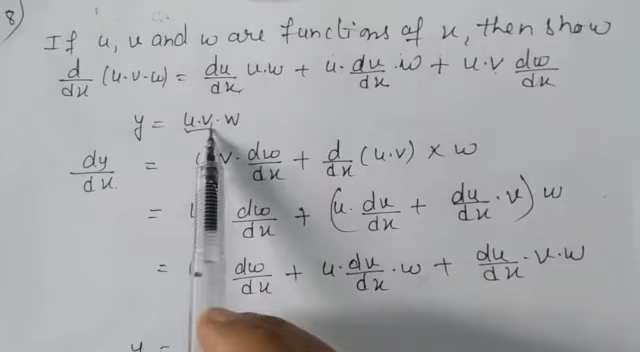 8)
If u, v and w are functions of x, then show
d/dx (u·v·w) = du/dx v·w + u·dv/dx·w + u·v dw/dx
y = u·v·w
dy/dx = v·dw/dx + d/dx (u·v) × w
= dw/dx + (u·dv/dx + du/dx·v) w
= dw/dx + u·dv/dx·w + du/dx·v·w